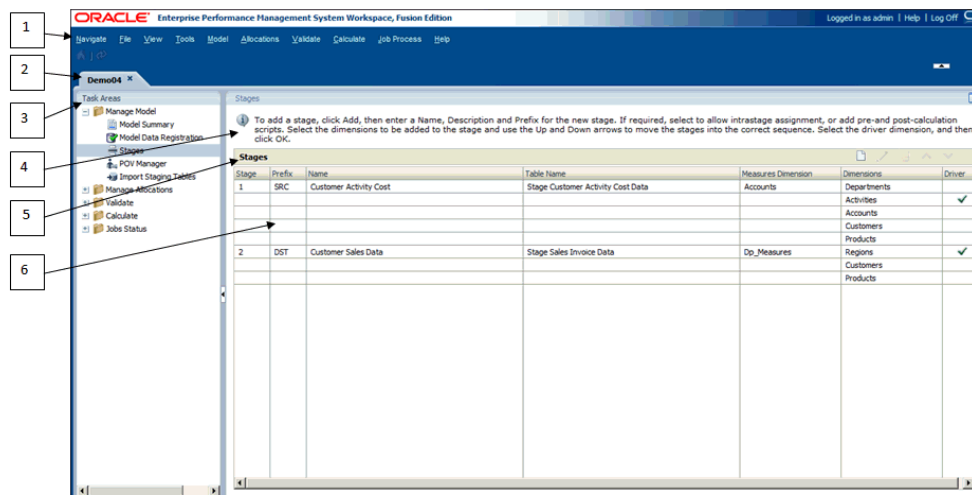 ORACLE Enterprise Performance Management System Workspace, Fusion Edition
Logged in as admin | Help | Log Off
1
Navigate File View Tools Model Allocations Validate Calculate Job Process Help
2
Demo04
Task Areas
Stages
3
Manage Model
Model Summary
Model Data Registration
Stages
POV Manager
Import Staging Tables
Manage Allocations
Validate
Calculate
Jobs Status
4
To add a stage, click Add, then enter a Name, Description and Prefix for the new stage. If required, select to allow intrastage assignment, or add pre-and post-calculation
scripts. Select the dimensions to be added to the stage and use the Up and Down arrows to move the stages into the correct sequence. Select the driver dimension, and then
click OK.
5
Stages
Stage Prefix Name Table Name Measures Dimension Dimensions Driver
1 SRC Customer Activity Cost Stage Customer Activity Cost Data Accounts Departments
Activities
Accounts
Customers
Products
6
2 DST Customer Sales Data Stage Sales Invoice Data Dp_Measures Regions
Customers
Products